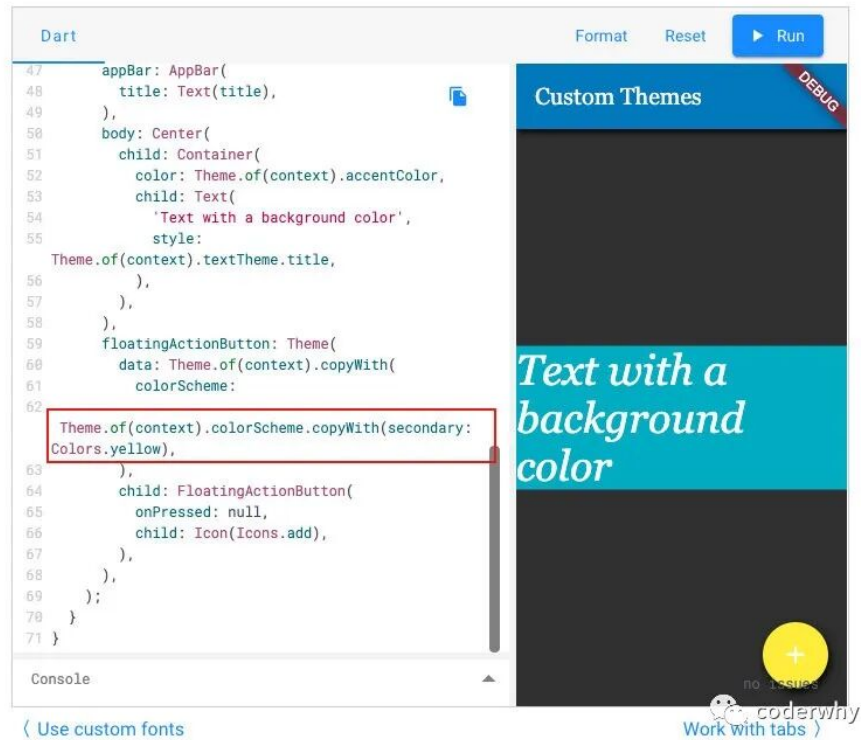 Dart
Format
Reset
Run
47 appBar: AppBar(
48 title: Text(title),
49 ),
50 body: Center(
51 child: Container(
52 color: Theme.of(context).accentColor,
53 child: Text(
54 'Text with a background color',
55 style:
Theme.of(context).textTheme.title,
56 ),
57 ),
58 ),
59 floatingActionButton: Theme(
60 data: Theme.of(context).copyWith(
61 colorScheme:
62
Theme.of(context).colorScheme.copyWith(secondary:
Colors.yellow),
63 ),
64 child: FloatingActionButton(
65 onPressed: null,
66 child: Icon(Icons.add),
67 ),
68 ),
69 );
70 }
71 }
Console
Custom Themes
DEBUG
Text with a
background
color
+
no issues
coderwhy
〈 Use custom fonts
Work with tabs 〉